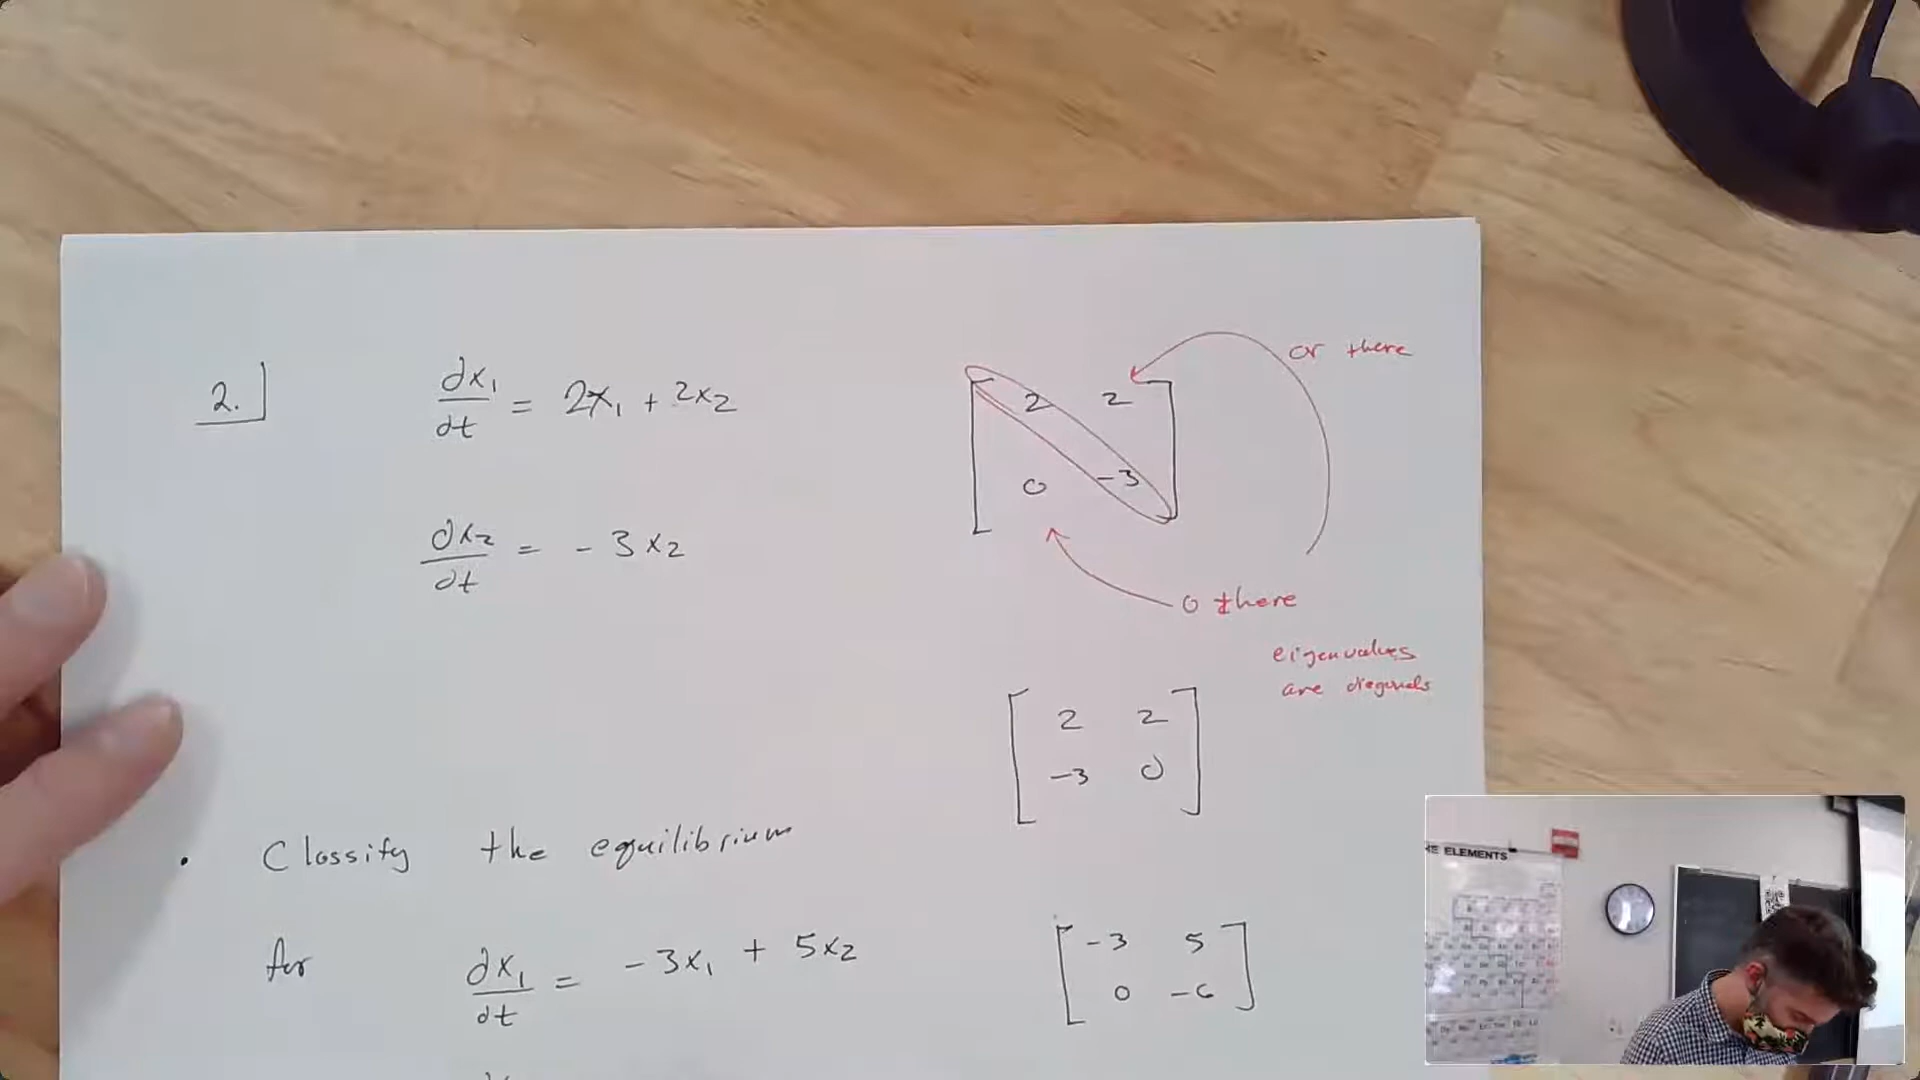 2.
dx₁/dt = 2x₁ + 2x₂
dx₂/dt = - 3x₂
[ 2 2
0 -3 ]
or there
0 there
eigenvalues
are diagonals
[ 2 2
-3 0 ]
• Classify the equilibrium
for dx₁/dt = -3x₁ + 5x₂
[ -3 5
0 -6 ]
ELEMENTS